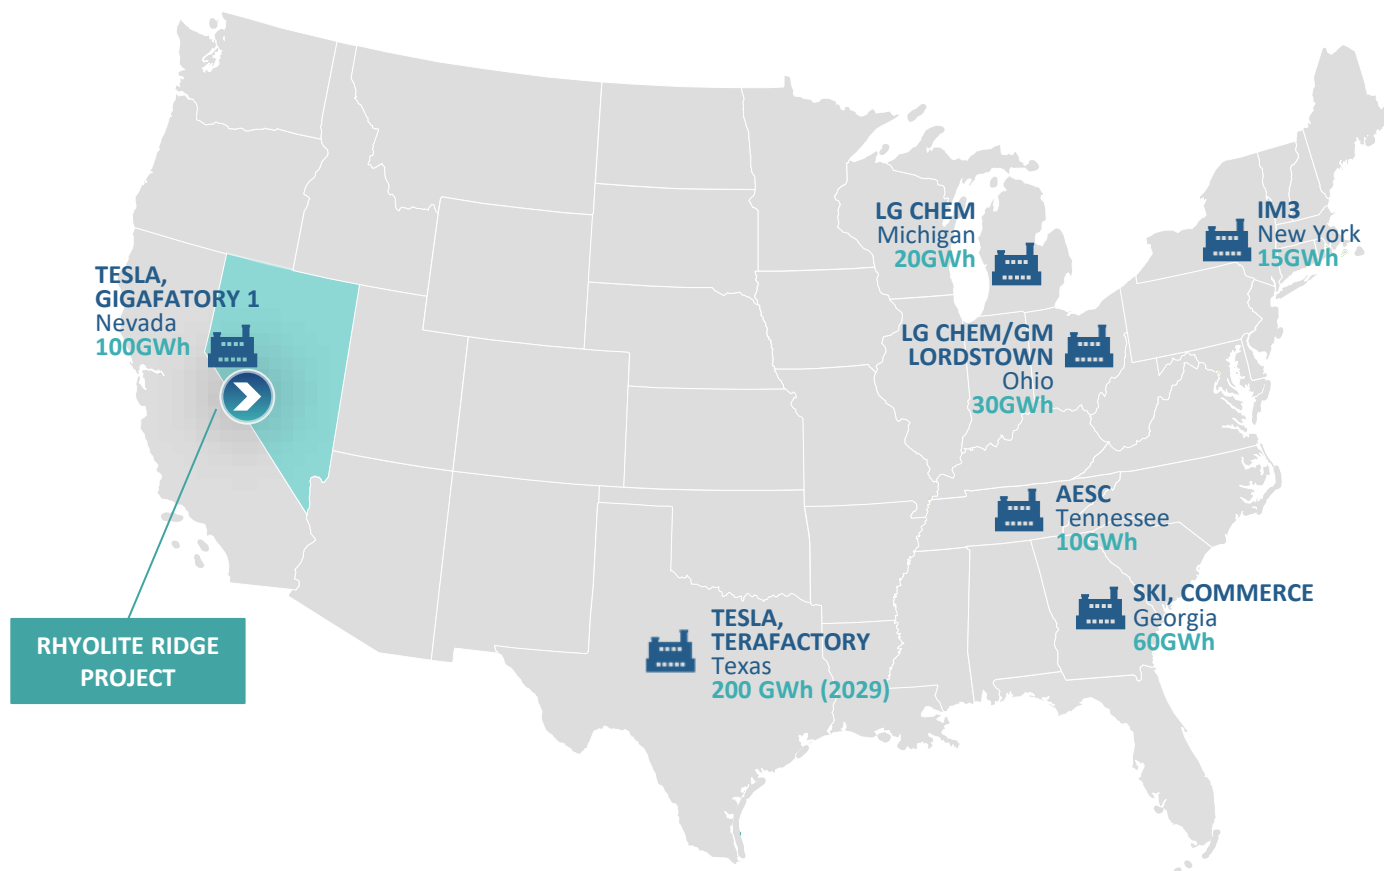 LG CHEM
Michigan
20GWh
IM3
New York
15GWh
TESLA,
GIGAFATORY 1
Nevada
100GWh
LG CHEM/GM
LORDSTOWN
Ohio
30GWh
AESC
Tennessee
10GWh
SKI, COMMERCE
Georgia
60GWh
TESLA,
TERAFACTORY
Texas
200 GWh (2029)
RHYOLITE RIDGE
PROJECT